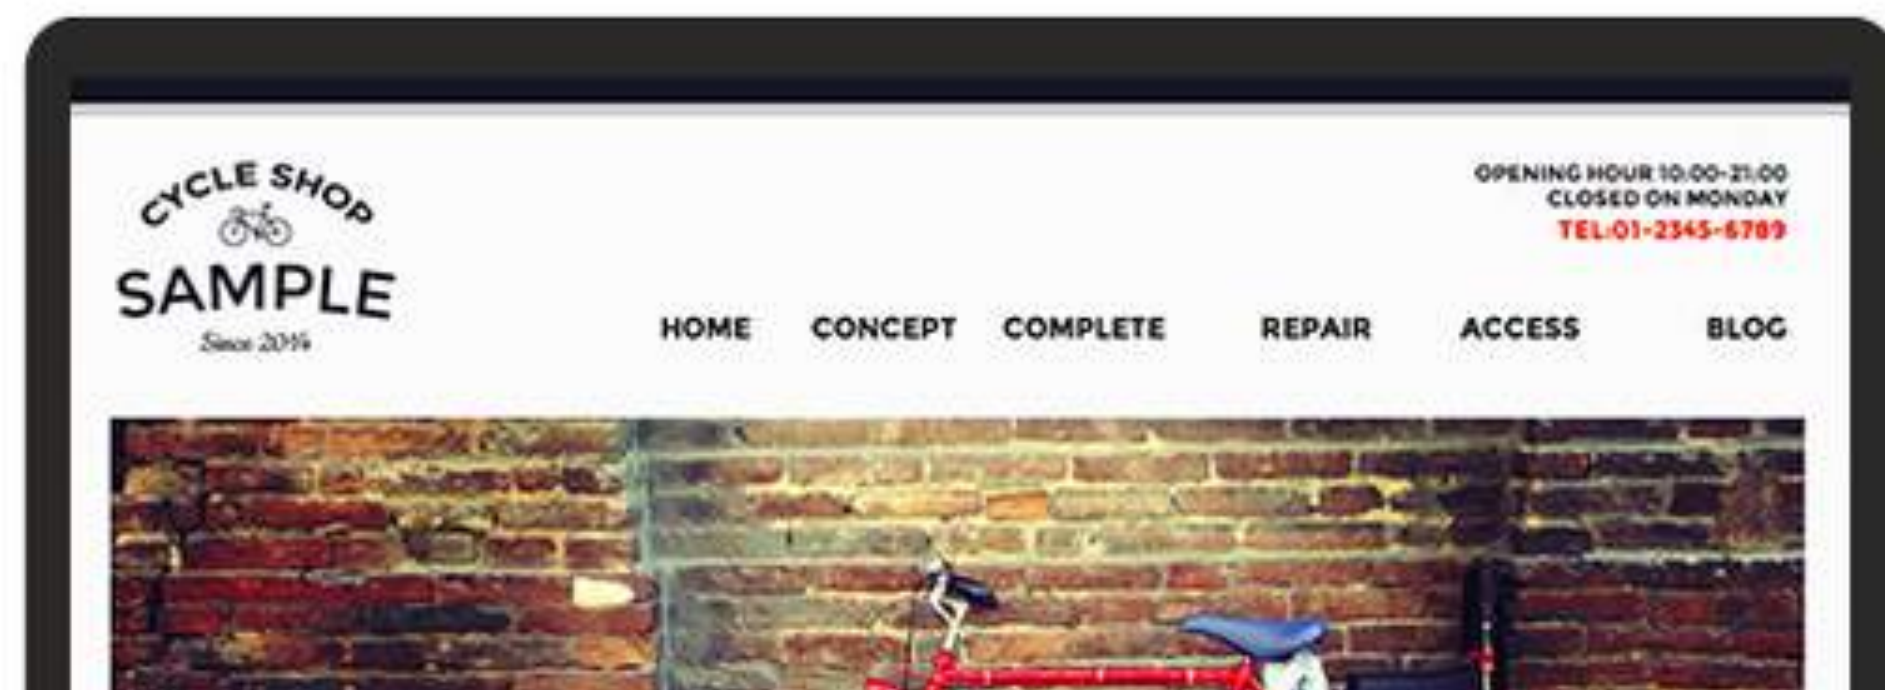 CYCLE SHOP
SAMPLE
Since 2014
OPENING HOUR 10:00-21:00
CLOSED ON MONDAY
TEL:01-2345-6789
HOME CONCEPT COMPLETE REPAIR ACCESS BLOG